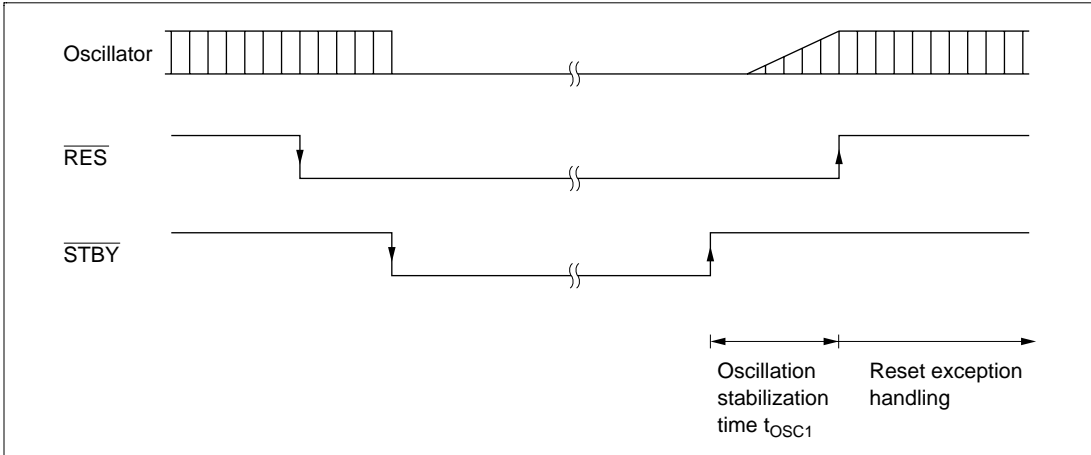 Oscillator
RES
STBY
Oscillation
stabilization
time tOSC1
Reset exception
handling